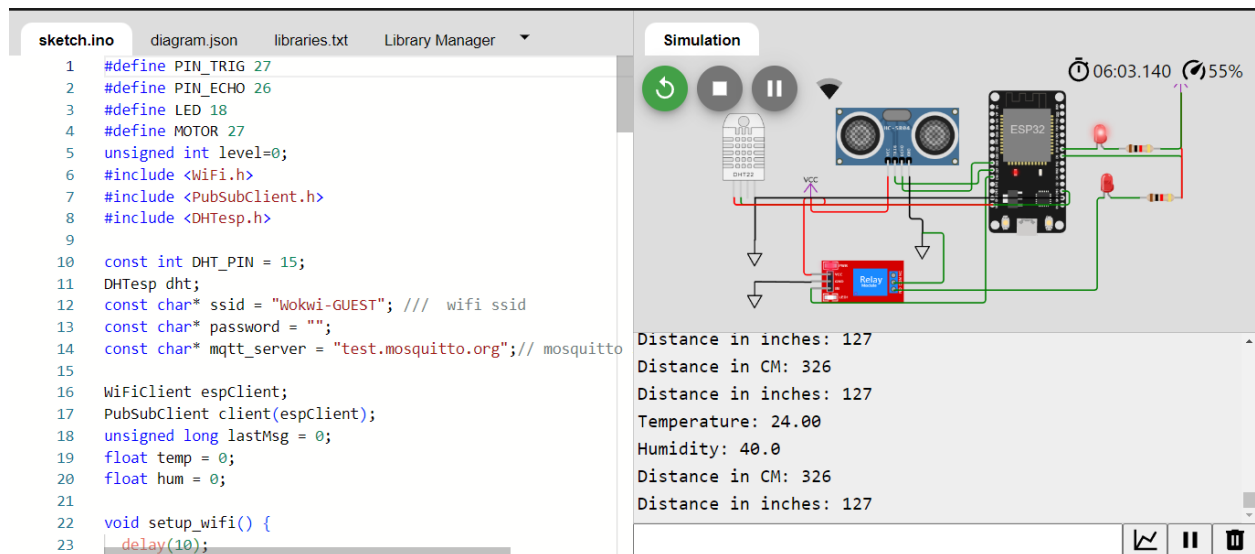 sketch.ino diagram.json libraries.txt Library Manager
1 #define PIN_TRIG 27
2 #define PIN_ECHO 26
3 #define LED 18
4 #define MOTOR 27
5 unsigned int level=0;
6 #include <WiFi.h>
7 #include <PubSubClient.h>
8 #include <DHTesp.h>
9
10 const int DHT_PIN = 15;
11 DHTesp dht;
12 const char* ssid = "Wokwi-GUEST"; /// wifi ssid
13 const char* password = "";
14 const char* mqtt_server = "test.mosquitto.org";// mosquitto
15
16 WiFiClient espClient;
17 PubSubClient client(espClient);
18 unsigned long lastMsg = 0;
19 float temp = 0;
20 float hum = 0;
21
22 void setup_wifi() {
23 delay(10);
Simulation
06:03.140 55%
HC-SR04
ESP32
DHT22
VCC
Relay
Module
Distance in inches: 127
Distance in CM: 326
Distance in inches: 127
Temperature: 24.00
Humidity: 40.0
Distance in CM: 326
Distance in inches: 127